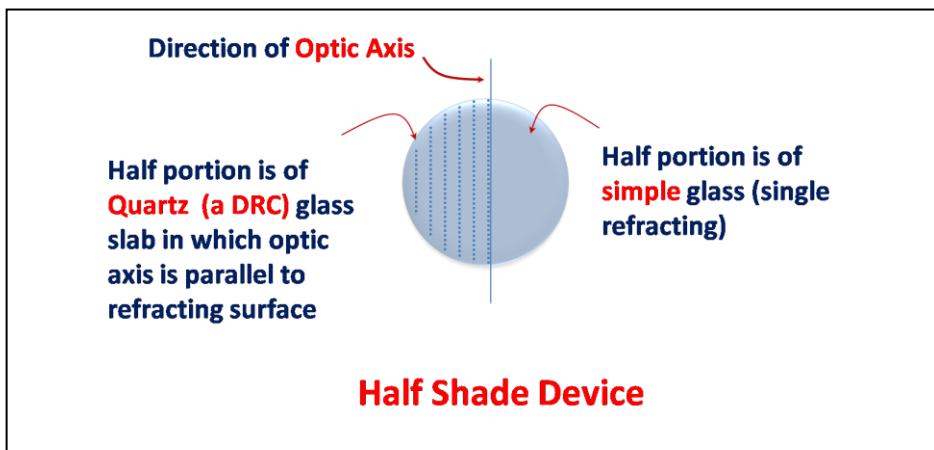 Direction of Optic Axis
Half portion is of
Quartz (a DRC) glass
slab in which optic
axis is parallel to
refracting surface
Half portion is of
simple glass (single
refracting)
Half Shade Device